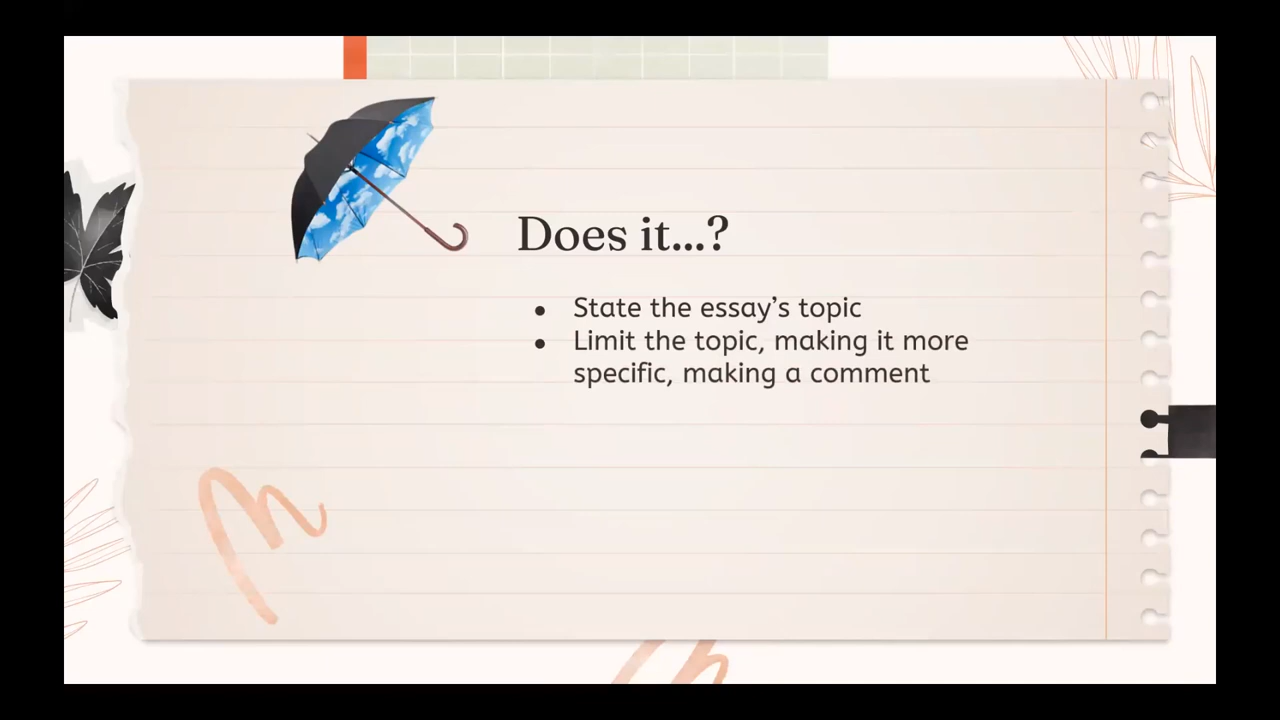 Does it...?
● State the essay’s topic
● Limit the topic, making it more
specific, making a comment